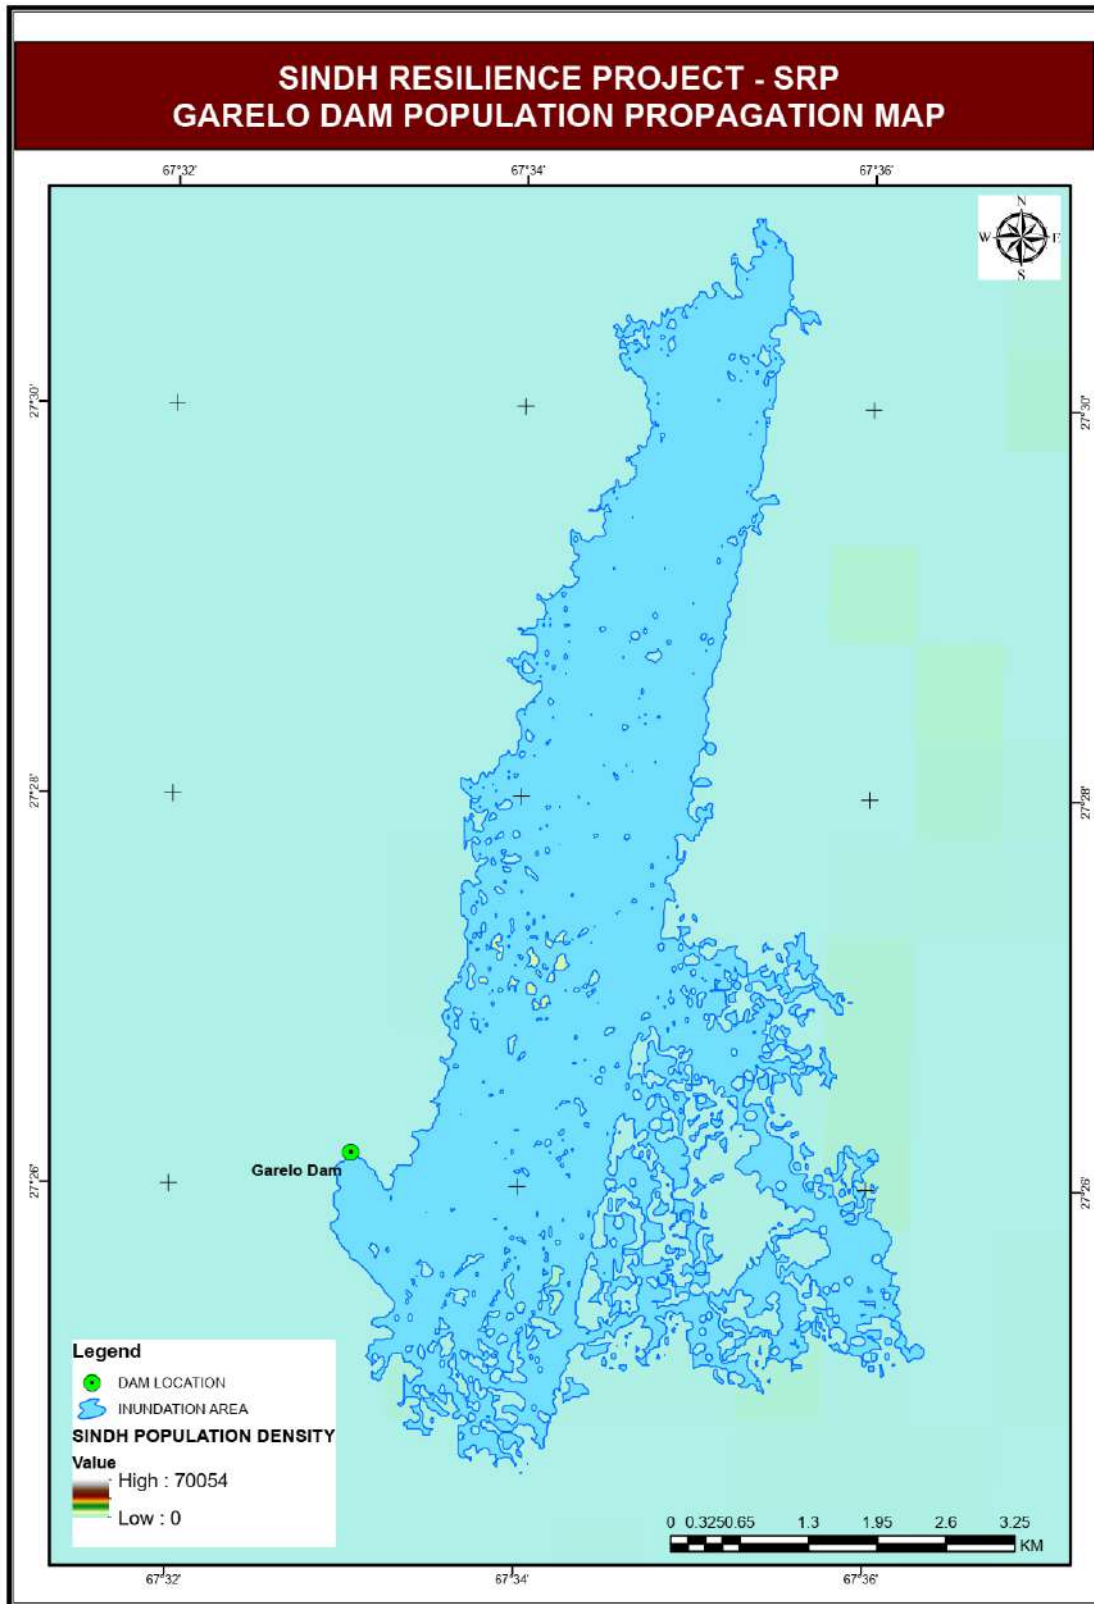 SINDH RESILIENCE PROJECT - SRP
GARELO DAM POPULATION PROPAGATION MAP
67°32' 67°34' 67°36'
N
W E
S
27°30' 27°30'
27°28' 27°28'
Garelo Dam
27°26' 27°26'
Legend
DAM LOCATION
INUNDATION AREA
SINDH POPULATION DENSITY
Value
High : 70054
Low : 0
0 0.3250.65 1.3 1.95 2.6 3.25
KM
67°32' 67°34' 67°36'